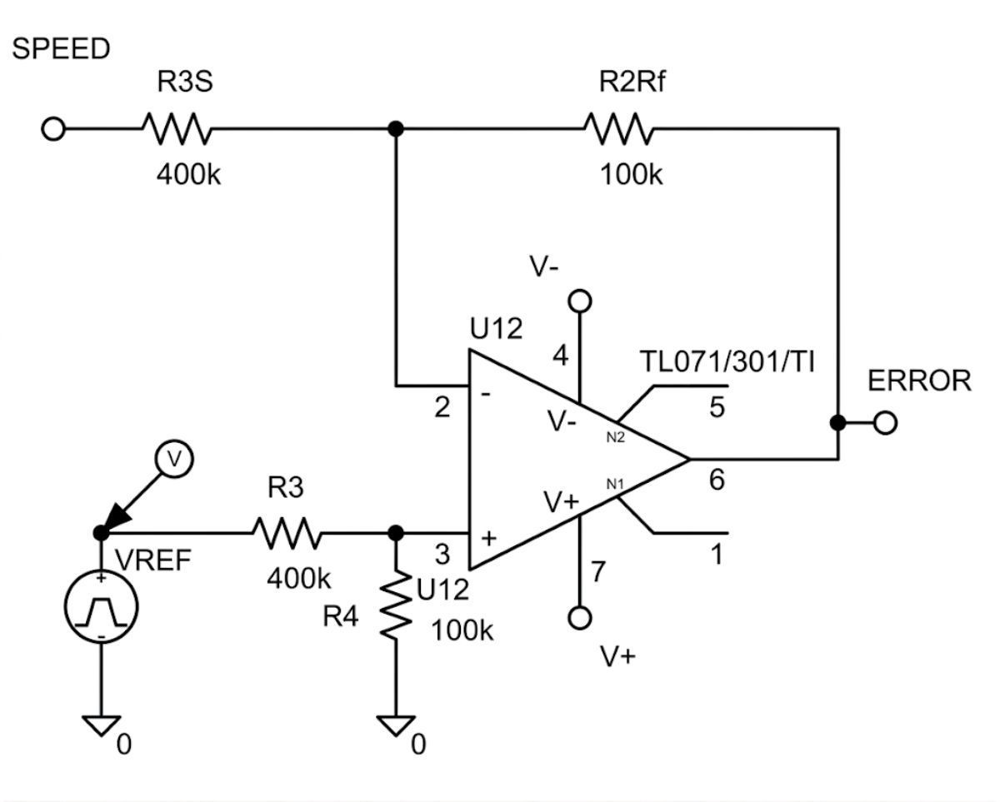 SPEED
R3S
R2Rf
400k
100k
V-
U12
4
TL071/301/TI
ERROR
-
2
V-
5
N2
V
6
R3
N1
V+
+
3
1
VREF
400k
7
U12
+
R4
100k
-
V+
0
0